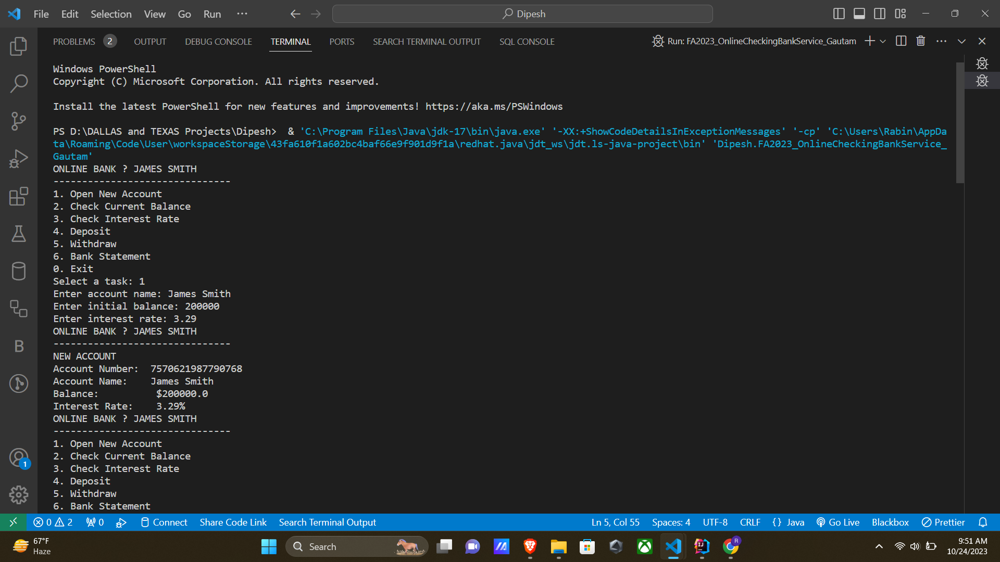 File Edit Selection View Go Run ··· Dipesh
PROBLEMS 2 OUTPUT DEBUG CONSOLE TERMINAL PORTS SEARCH TERMINAL OUTPUT SQL CONSOLE Run: FA2023_OnlineCheckingBankService_Gautam
Windows PowerShell
Copyright (C) Microsoft Corporation. All rights reserved.
Install the latest PowerShell for new features and improvements! https://aka.ms/PSWindows
PS D:\DALLAS and TEXAS Projects\Dipesh>  & 'C:\Program Files\Java\jdk-17\bin\java.exe' '-XX:+ShowCodeDetailsInExceptionMessages' '-cp' 'C:\Users\Rabin\AppDa
ta\Roaming\Code\User\workspaceStorage\43fa610f1a602bc4baf66e9f901d9f1a\redhat.java\jdt_ws\jdt.ls-java-project\bin' 'Dipesh.FA2023_OnlineCheckingBankService_
Gautam'
ONLINE BANK ? JAMES SMITH
-------------------------------
1. Open New Account
2. Check Current Balance
3. Check Interest Rate
4. Deposit
5. Withdraw
6. Bank Statement
0. Exit
Select a task: 1
Enter account name: James Smith
Enter initial balance: 200000
Enter interest rate: 3.29
ONLINE BANK ? JAMES SMITH
-------------------------------
NEW ACCOUNT
Account Number:  7570621987790768
Account Name:    James Smith
Balance:          $200000.0
Interest Rate:    3.29%
ONLINE BANK ? JAMES SMITH
-------------------------------
1. Open New Account
2. Check Current Balance
3. Check Interest Rate
4. Deposit
5. Withdraw
6. Bank Statement
B
1
0 2 0 Connect Share Code Link Search Terminal Output Ln 5, Col 55 Spaces: 4 UTF-8 CRLF {} Java Go Live Blackbox Prettier
67°F
Haze
Search
IJ
R
9:51 AM
10/24/2023